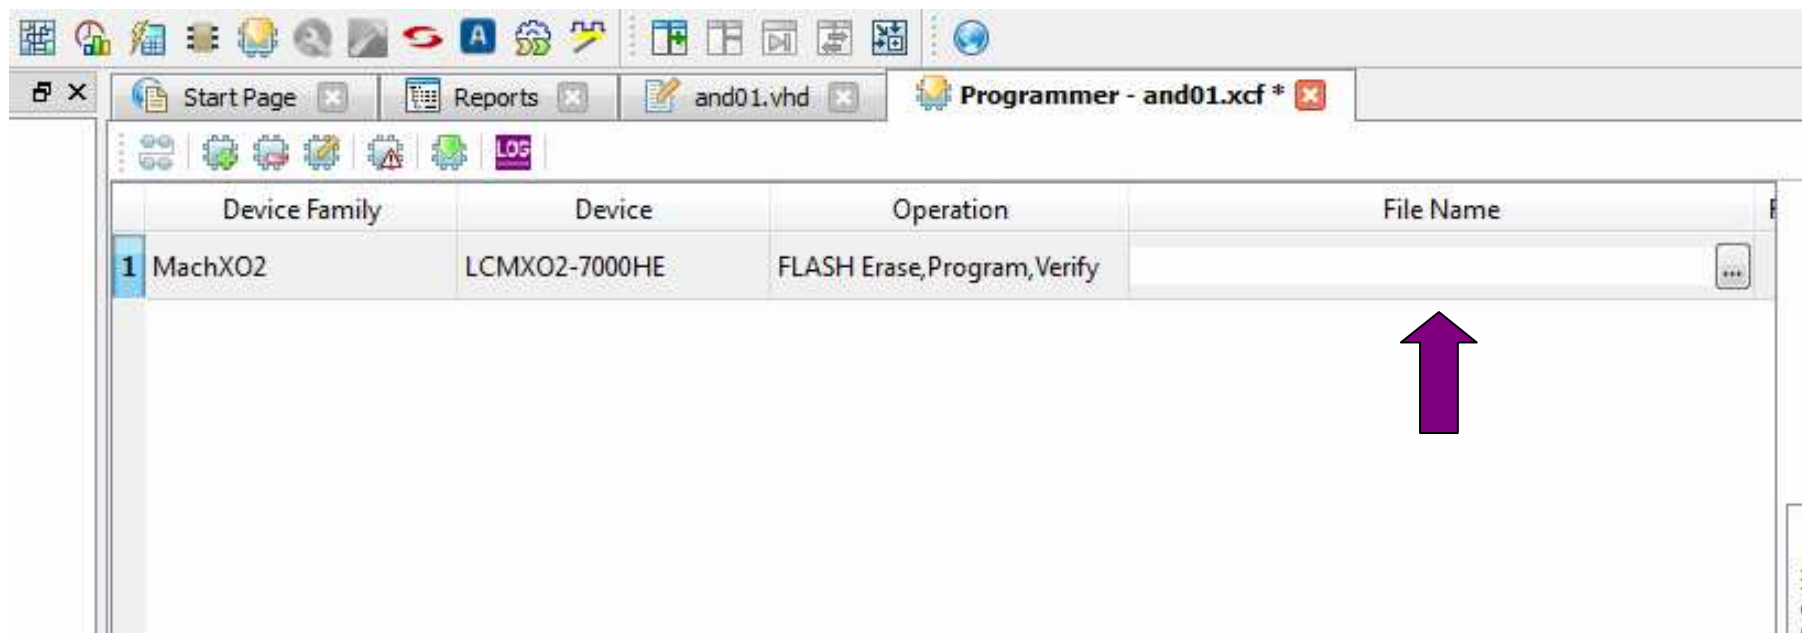 A
Start Page
Reports
and01.vhd
Programmer - and01.xcf *
LOG
Device Family Device Operation File Name
1 MachXO2 LCMXO2-7000HE FLASH Erase,Program,Verify ...